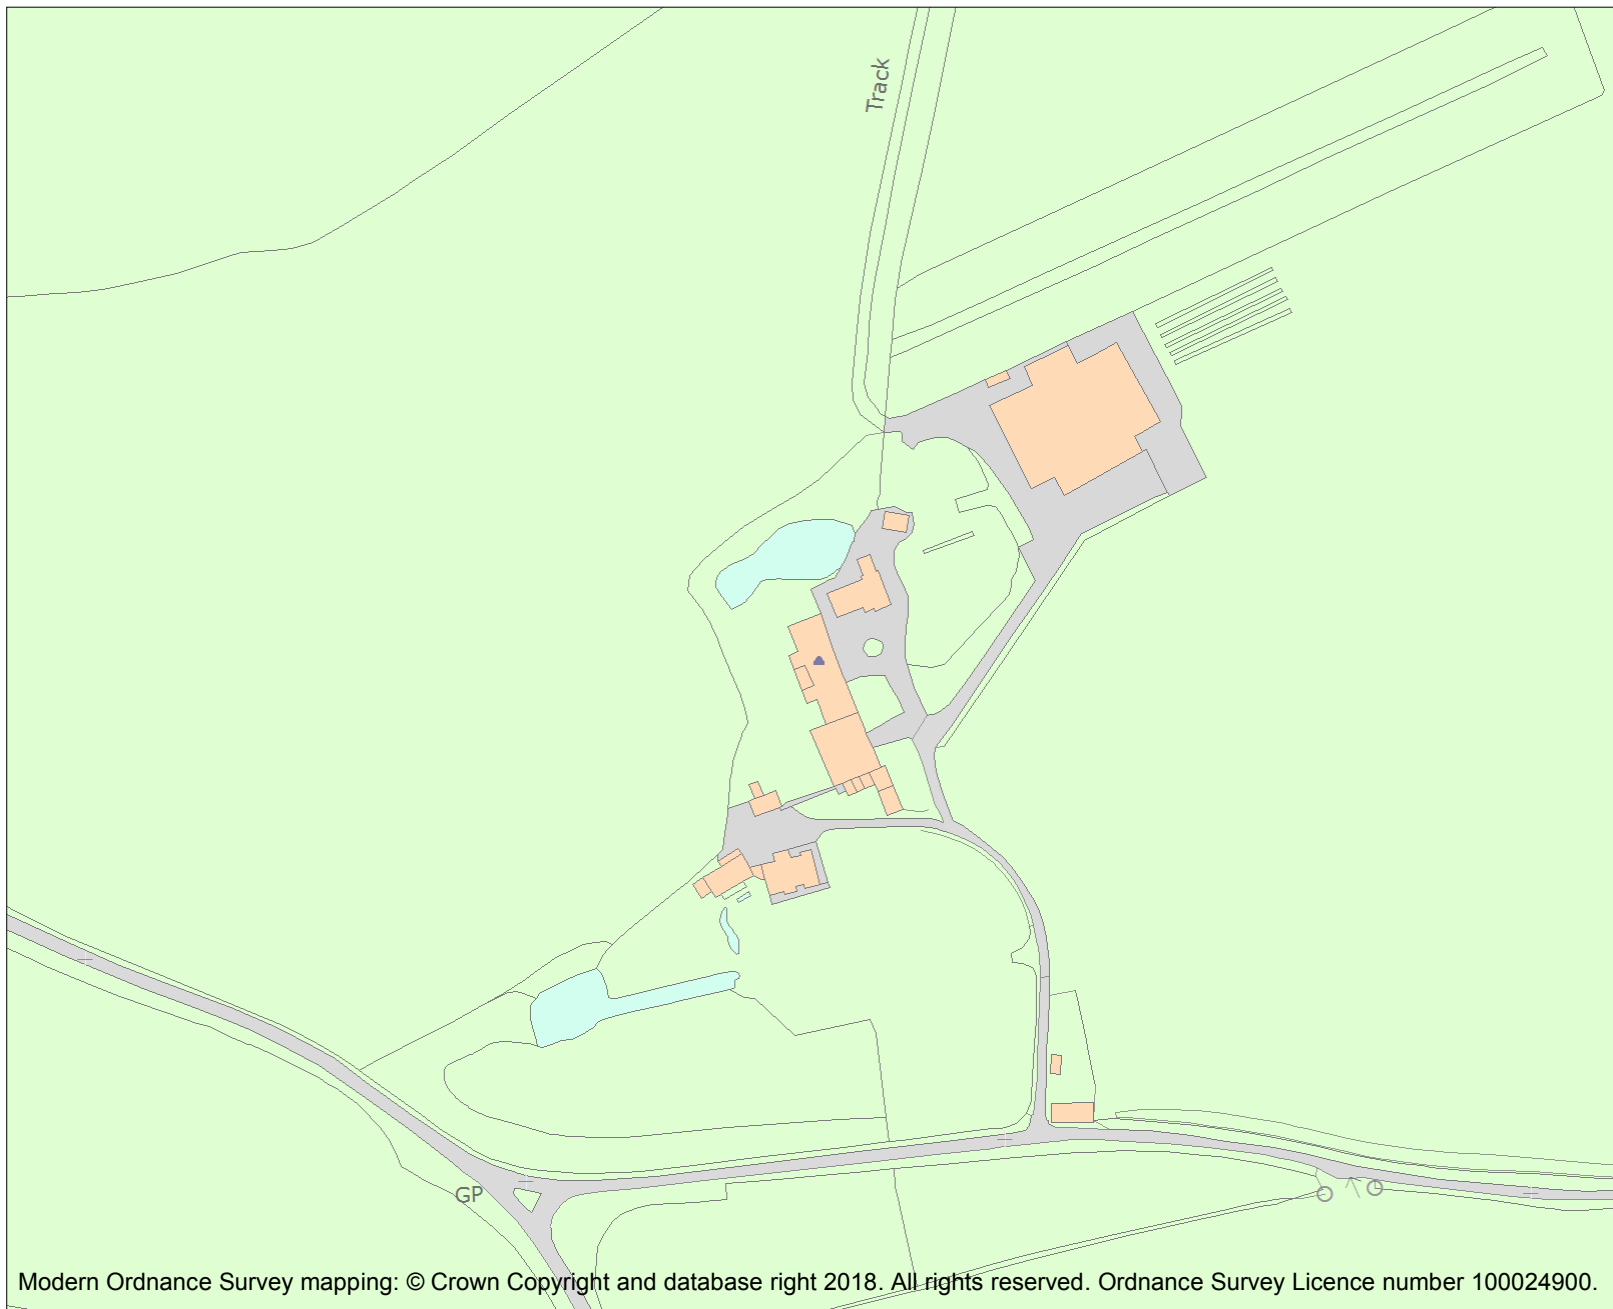 Track
GP
Modern Ordnance Survey mapping: © Crown Copyright and database right 2018. All rights reserved. Ordnance Survey Licence number 100024900.